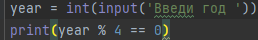 year = int(input('Введи год '))
print(year % 4 == 0)